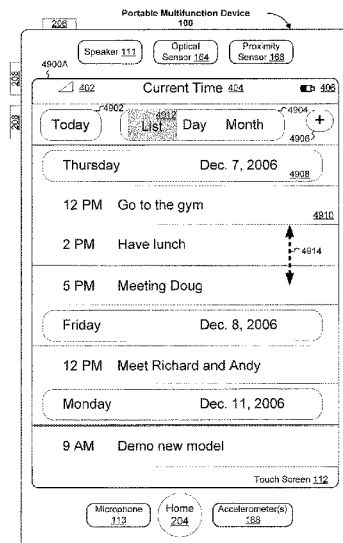 Portable Multifunction Device
100
206
Speaker 111
Optical Sensor 164
Proximity Sensor 166
4900A
208
208
402 Current Time 404 406
4902 4904
Today 4912 List Day Month +
4906
Thursday Dec. 7, 2006
4908
12 PM Go to the gym
4910
2 PM Have lunch
4914
5 PM Meeting Doug
Friday Dec. 8, 2006
12 PM Meet Richard and Andy
Monday Dec. 11, 2006
9 AM Demo new model
Touch Screen 112
Microphone 113
Home 204
Accelerometer(s) 168